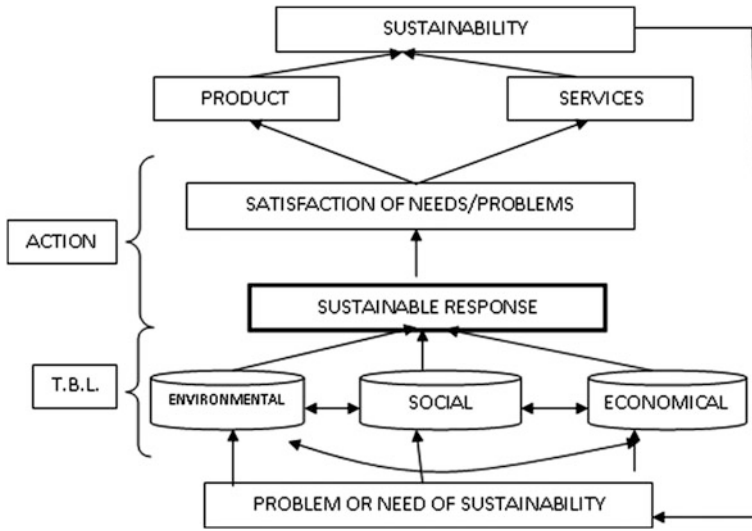 SUSTAINABILITY
PRODUCT
SERVICES
SATISFACTION OF NEEDS/PROBLEMS
ACTION
SUSTAINABLE RESPONSE
T.B.L.
ENVIRONMENTAL
SOCIAL
ECONOMICAL
PROBLEM OR NEED OF SUSTAINABILITY